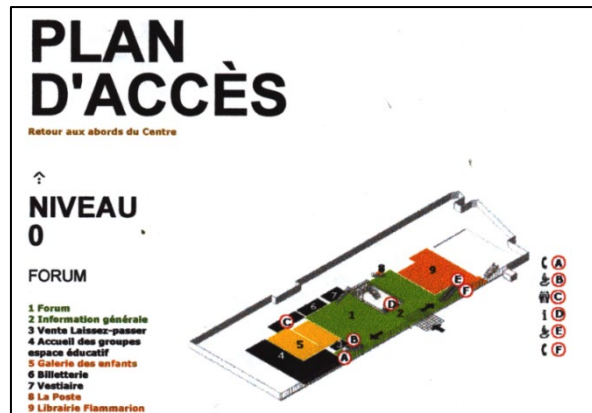 PLAN
D'ACCÈS
Retour aux abords du Centre
NIVEAU
0
FORUM
1 Forum
2 Information générale
3 Vente Laissez-passer
4 Accueil des groupes
espace éducatif
5 Galerie des enfants
6 Billetterie
7 Vestiaire
8 La Poste
9 Librairie Flammarion
8
9
7
6
E
F
D
1
2
C
5
B
4
A
A
B
C
i D
E
F